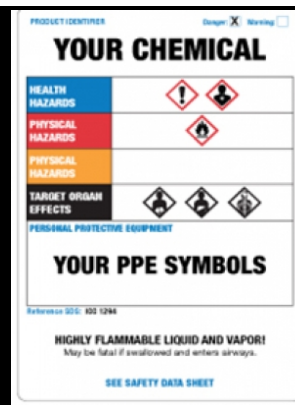 PRODUCT IDENTIFIER Danger: X Warning:
YOUR CHEMICAL
HEALTH
HAZARDS
PHYSICAL
HAZARDS
PHYSICAL
HAZARDS
TARGET ORGAN
EFFECTS
PERSONAL PROTECTIVE EQUIPMENT
YOUR PPE SYMBOLS
Reference SDS: ICC 1294
HIGHLY FLAMMABLE LIQUID AND VAPOR!
May be fatal if swallowed and enters airways.
SEE SAFETY DATA SHEET